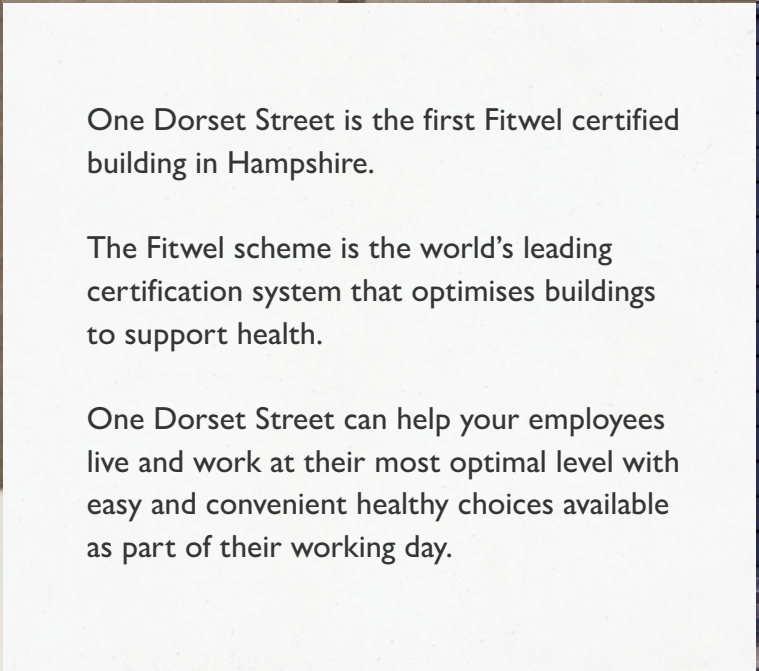 One Dorset Street is the first Fitwel certified
building in Hampshire.
The Fitwel scheme is the world’s leading
certification system that optimises buildings
to support health.
One Dorset Street can help your employees
live and work at their most optimal level with
easy and convenient healthy choices available
as part of their working day.